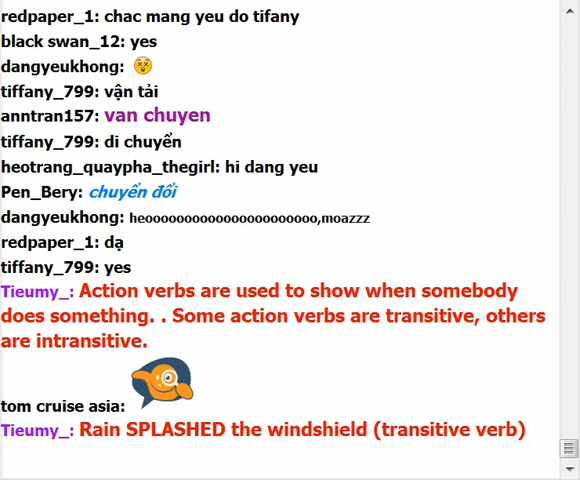 redpaper_1: chac mang yeu do tifany
black swan_12: yes
dangyeukhong:
tiffany_799: vận tải
anntran157: van chuyen
tiffany_799: di chuyển
heotrang_quaypha_thegirl: hi dang yeu
Pen_Bery: chuyển đổi
dangyeukhong: heoooooooooooooooooooooo,moazzz
redpaper_1: dạ
tiffany_799: yes
Tieumy_: Action verbs are used to show when somebody
does something. . Some action verbs are transitive, others
are intransitive.
tom cruise asia:
Tieumy_: Rain SPLASHED the windshield (transitive verb)